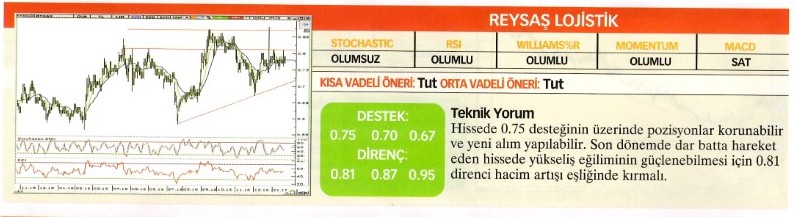 REYSAŞ LOJİSTİK
STOCHASTIC RSI WILLIAMS%R MOMENTUM MACD
OLUMSUZ OLUMLU OLUMLU OLUMLU SAT
KISA VADELİ ÖNERİ: Tut ORTA VADELİ ÖNERİ: Tut
DESTEK:
0.75 0.70 0.67
DİRENÇ:
0.81 0.87 0.95
Teknik Yorum
Hissede 0.75 desteğinin üzerinde pozisyonlar korunabilir
ve yeni alım yapılabilir. Son dönemde dar batta hareket
eden hissede yükseliş eğiliminin güçlenebilmesi için 0.81
direnci hacim artışı eşliğinde kırmalı.